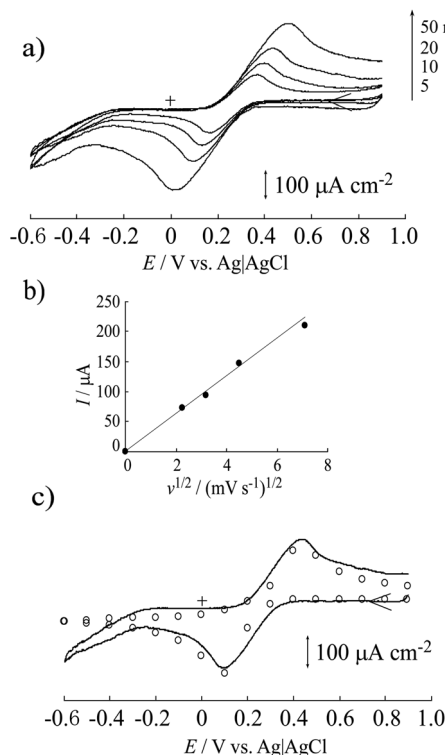 a)
50
20
10
5
+
100 μA cm-2
-0.6 -0.4 -0.2 0 0.2 0.4 0.6 0.8 1.0
E / V vs. Ag|AgCl
b)
250
200
150
100
50
0
I / μA
0 2 4 6 8
v1/2 / (mV s-1)1/2
c)
+
100 μA cm-2
-0.6 -0.4 -0.2 0 0.2 0.4 0.6 0.8 1.0
E / V vs. Ag|AgCl